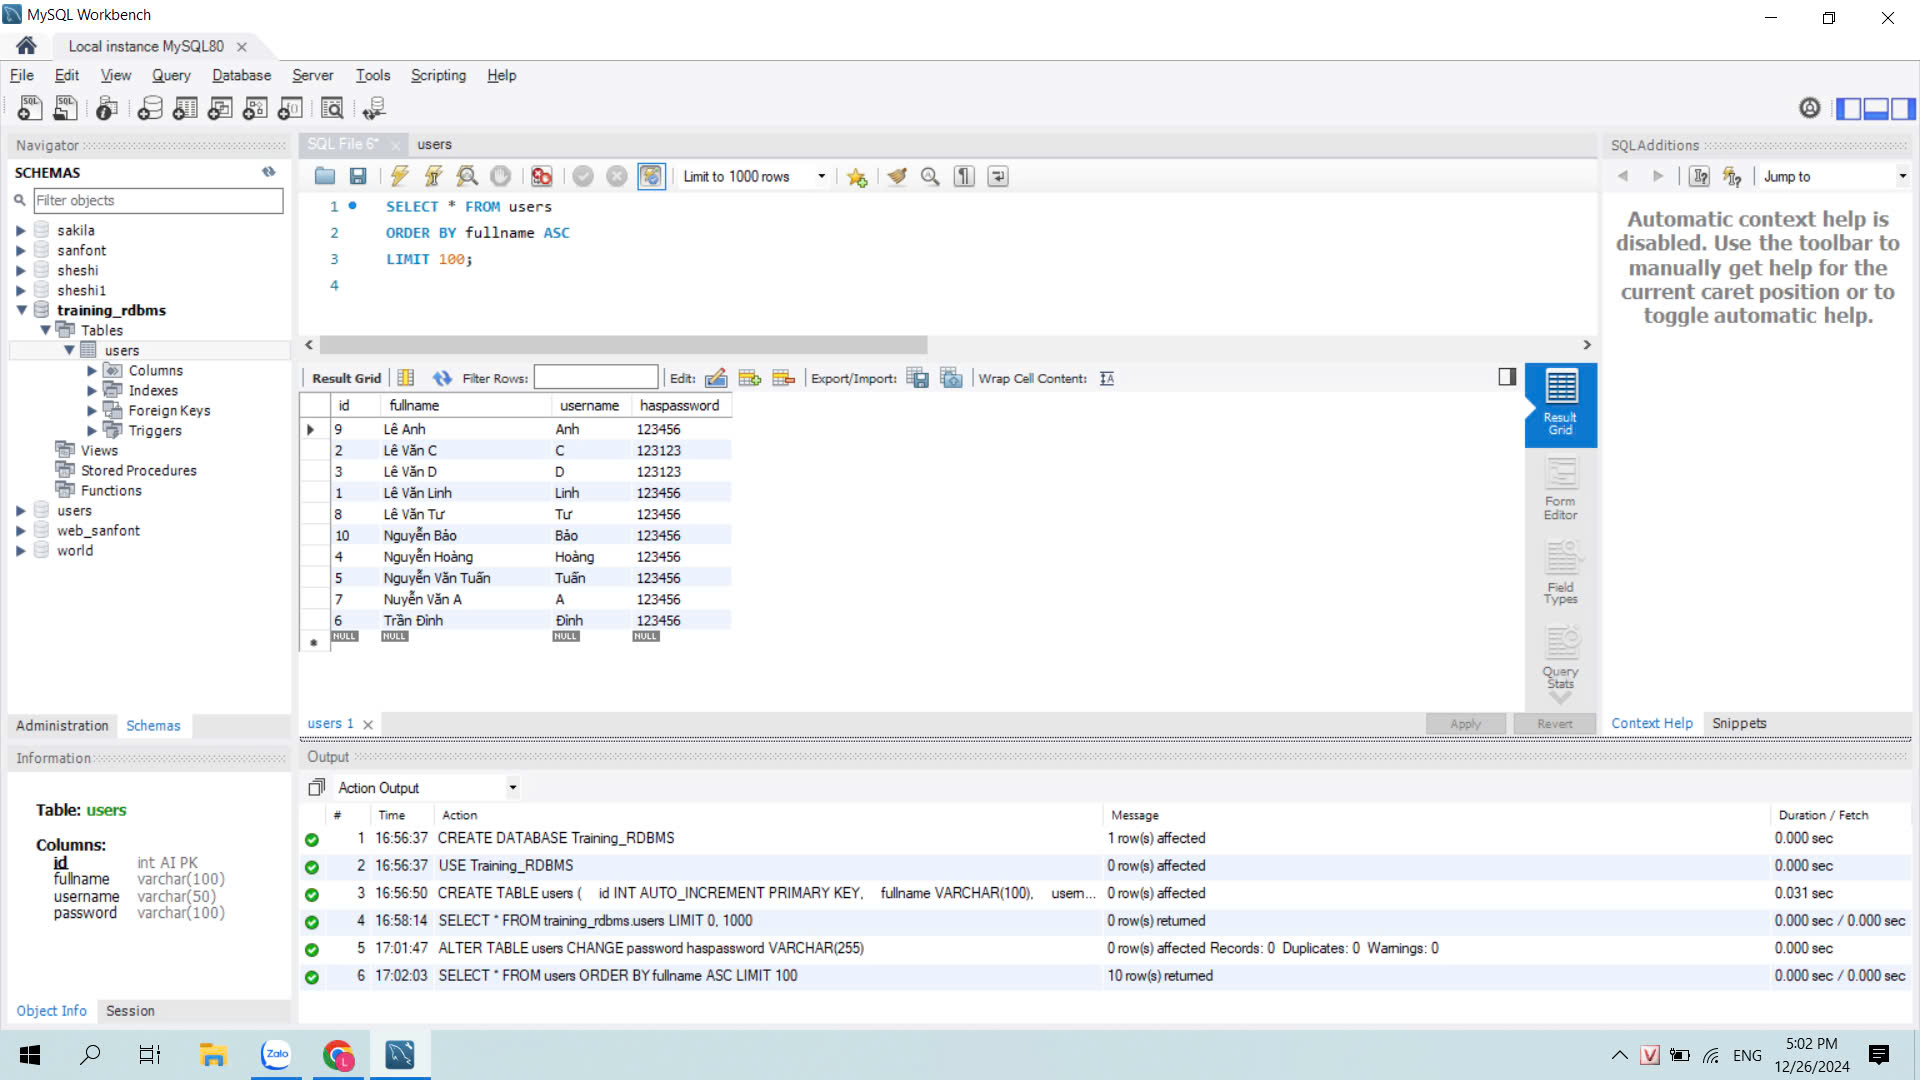 MySQL Workbench
Local instance MySQL80
File Edit View Query Database Server Tools Scripting Help
Navigator
SCHEMAS
Filter objects
sakila
sanfont
sheshi
sheshi1
training_rdbms
Tables
users
Columns
Indexes
Foreign Keys
Triggers
Views
Stored Procedures
Functions
users
web_sanfont
world
Administration Schemas
Information
Table: users
Columns:
id int AI PK
fullname varchar(100)
username varchar(50)
password varchar(100)
Object Info Session
SQL File 6* users
Limit to 1000 rows
1 SELECT * FROM users
2 ORDER BY fullname ASC
3 LIMIT 100;
4
Result Grid Filter Rows: Edit: Export/Import: Wrap Cell Content:
id fullname username haspassword
9 Lê Anh Anh 123456
2 Lê Văn C C 123123
3 Lê Văn D D 123123
1 Lê Văn Linh Linh 123456
8 Lê Văn Tư Tư 123456
10 Nguyễn Bảo Bảo 123456
4 Nguyễn Hoàng Hoàng 123456
5 Nguyễn Văn Tuấn Tuấn 123456
7 Nuyễn Văn A A 123456
6 Trần Đình Đình 123456
NULL NULL NULL NULL
Result
Grid
Form
Editor
Field
Types
Query
Stats
users 1
Apply Revert
SQLAdditions
Jump to
Automatic context help is
disabled. Use the toolbar to
manually get help for the
current caret position or to
toggle automatic help.
Context Help Snippets
Output
Action Output
# Time Action Message Duration / Fetch
1 16:56:37 CREATE DATABASE Training_RDBMS 1 row(s) affected 0.000 sec
2 16:56:37 USE Training_RDBMS 0 row(s) affected 0.000 sec
3 16:56:50 CREATE TABLE users ( id INT AUTO_INCREMENT PRIMARY KEY, fullname VARCHAR(100), usern... 0 row(s) affected 0.031 sec
4 16:58:14 SELECT * FROM training_rdbms.users LIMIT 0, 1000 0 row(s) returned 0.000 sec / 0.000 sec
5 17:01:47 ALTER TABLE users CHANGE password haspassword VARCHAR(255) 0 row(s) affected Records: 0 Duplicates: 0 Warnings: 0 0.000 sec
6 17:02:03 SELECT * FROM users ORDER BY fullname ASC LIMIT 100 10 row(s) returned 0.000 sec / 0.000 sec
Zalo
L
V
ENG
5:02 PM
12/26/2024